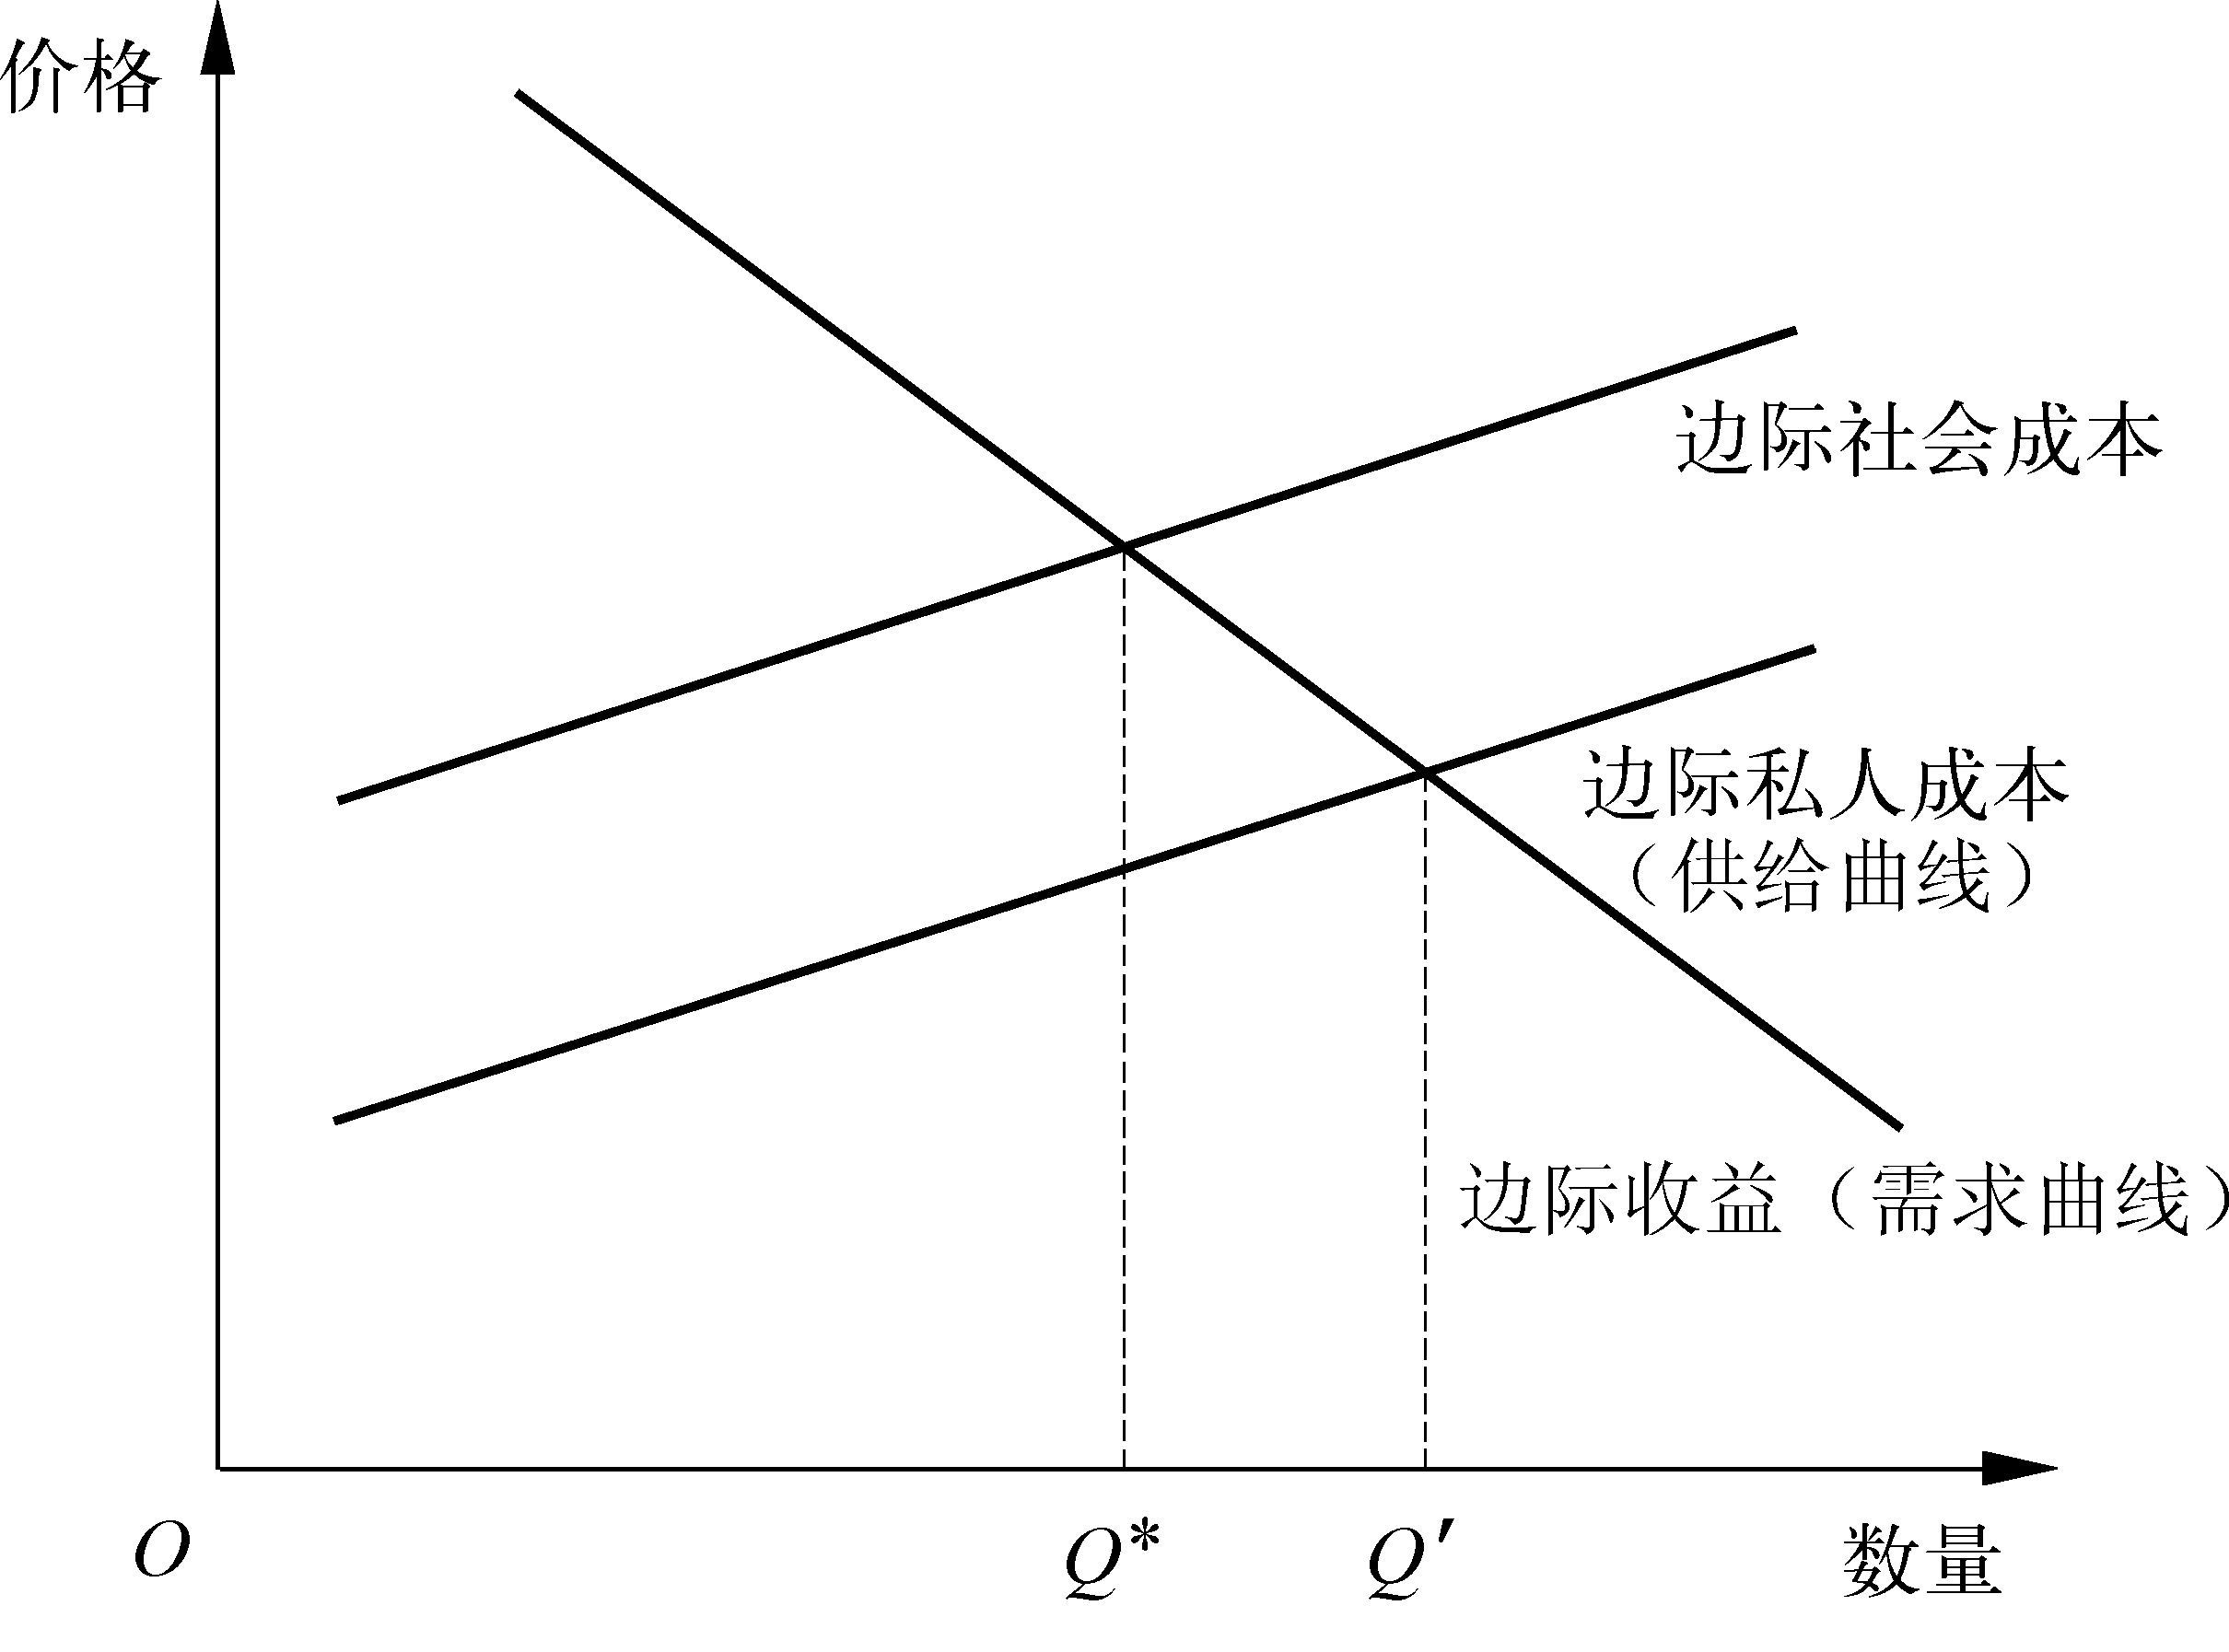 价格
边际社会成本
边际私人成本
（供给曲线）
边际收益（需求曲线）
O
Q*
Q′
数量